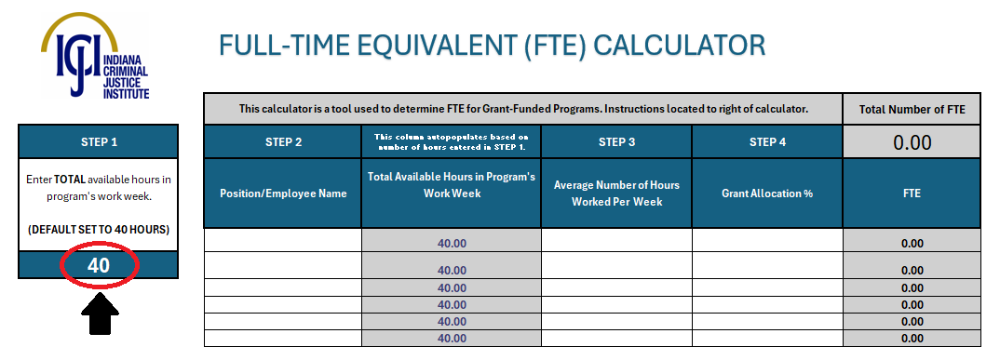 ICJI
INDIANA
CRIMINAL
JUSTICE
INSTITUTE
FULL-TIME EQUIVALENT (FTE) CALCULATOR
This calculator is a tool used to determine FTE for Grant-Funded Programs. Instructions located to right of calculator.
Total Number of FTE
STEP 1
STEP 2
This column autopopulates based on
number of hours entered in STEP 1.
STEP 3
STEP 4
0.00
Enter TOTAL available hours in
program's work week.
(DEFAULT SET TO 40 HOURS)
40
Position/Employee Name
Total Available Hours in Program's
Work Week
Average Number of Hours
Worked Per Week
Grant Allocation %
FTE
40.00 0.00
40.00 0.00
40.00 0.00
40.00 0.00
40.00 0.00
40.00 0.00